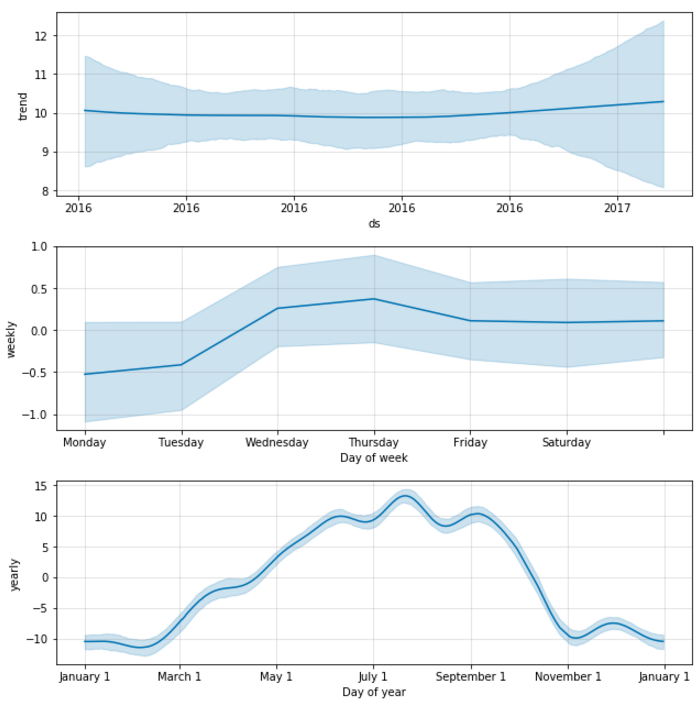 12
11
10
9
8
trend
2016 2016 2016 2016 2016 2017
ds
1.0
0.5
0.0
−0.5
−1.0
weekly
Monday Tuesday Wednesday Thursday Friday Saturday
Day of week
15
10
5
0
−5
−10
yearly
January 1 March 1 May 1 July 1 September 1 November 1 January 1
Day of year